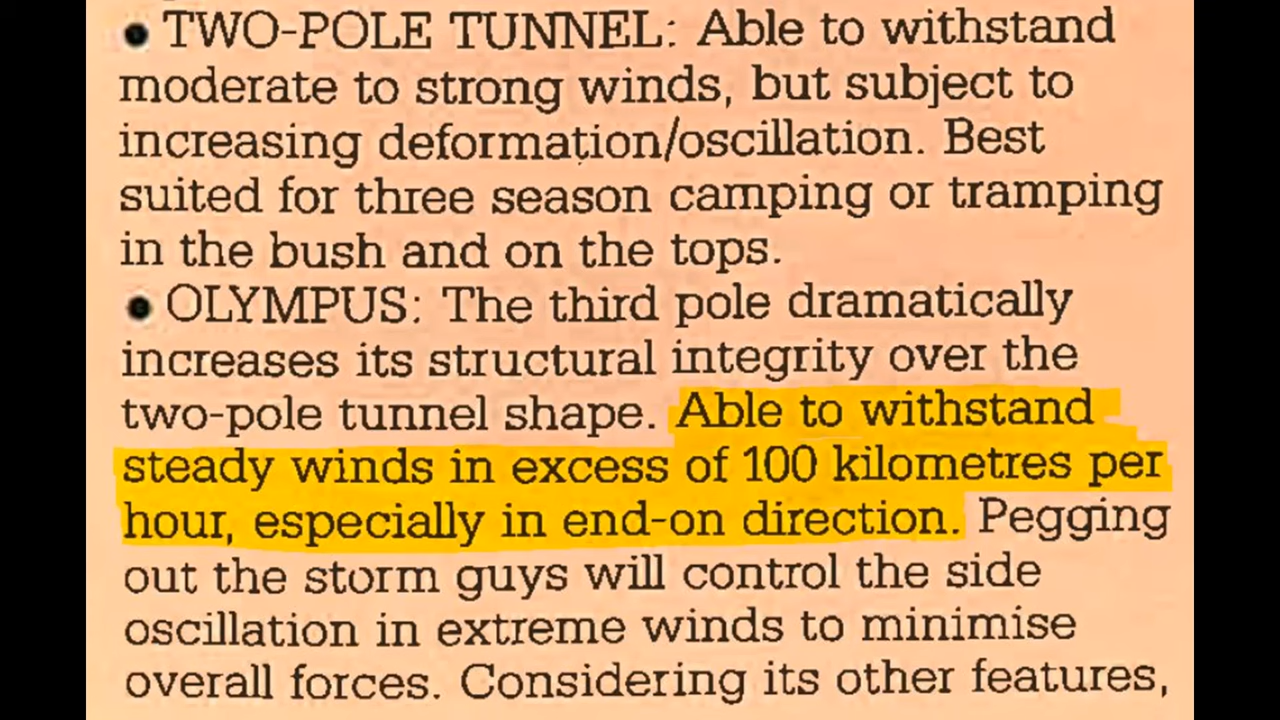 ● TWO-POLE TUNNEL: Able to withstand
moderate to strong winds, but subject to
increasing deformation/oscillation. Best
suited for three season camping or tramping
in the bush and on the tops.
● OLYMPUS: The third pole dramatically
increases its structural integrity over the
two-pole tunnel shape. Able to withstand
steady winds in excess of 100 kilometres per
hour, especially in end-on direction. Pegging
out the storm guys will control the side
oscillation in extreme winds to minimise
overall forces. Considering its other features,